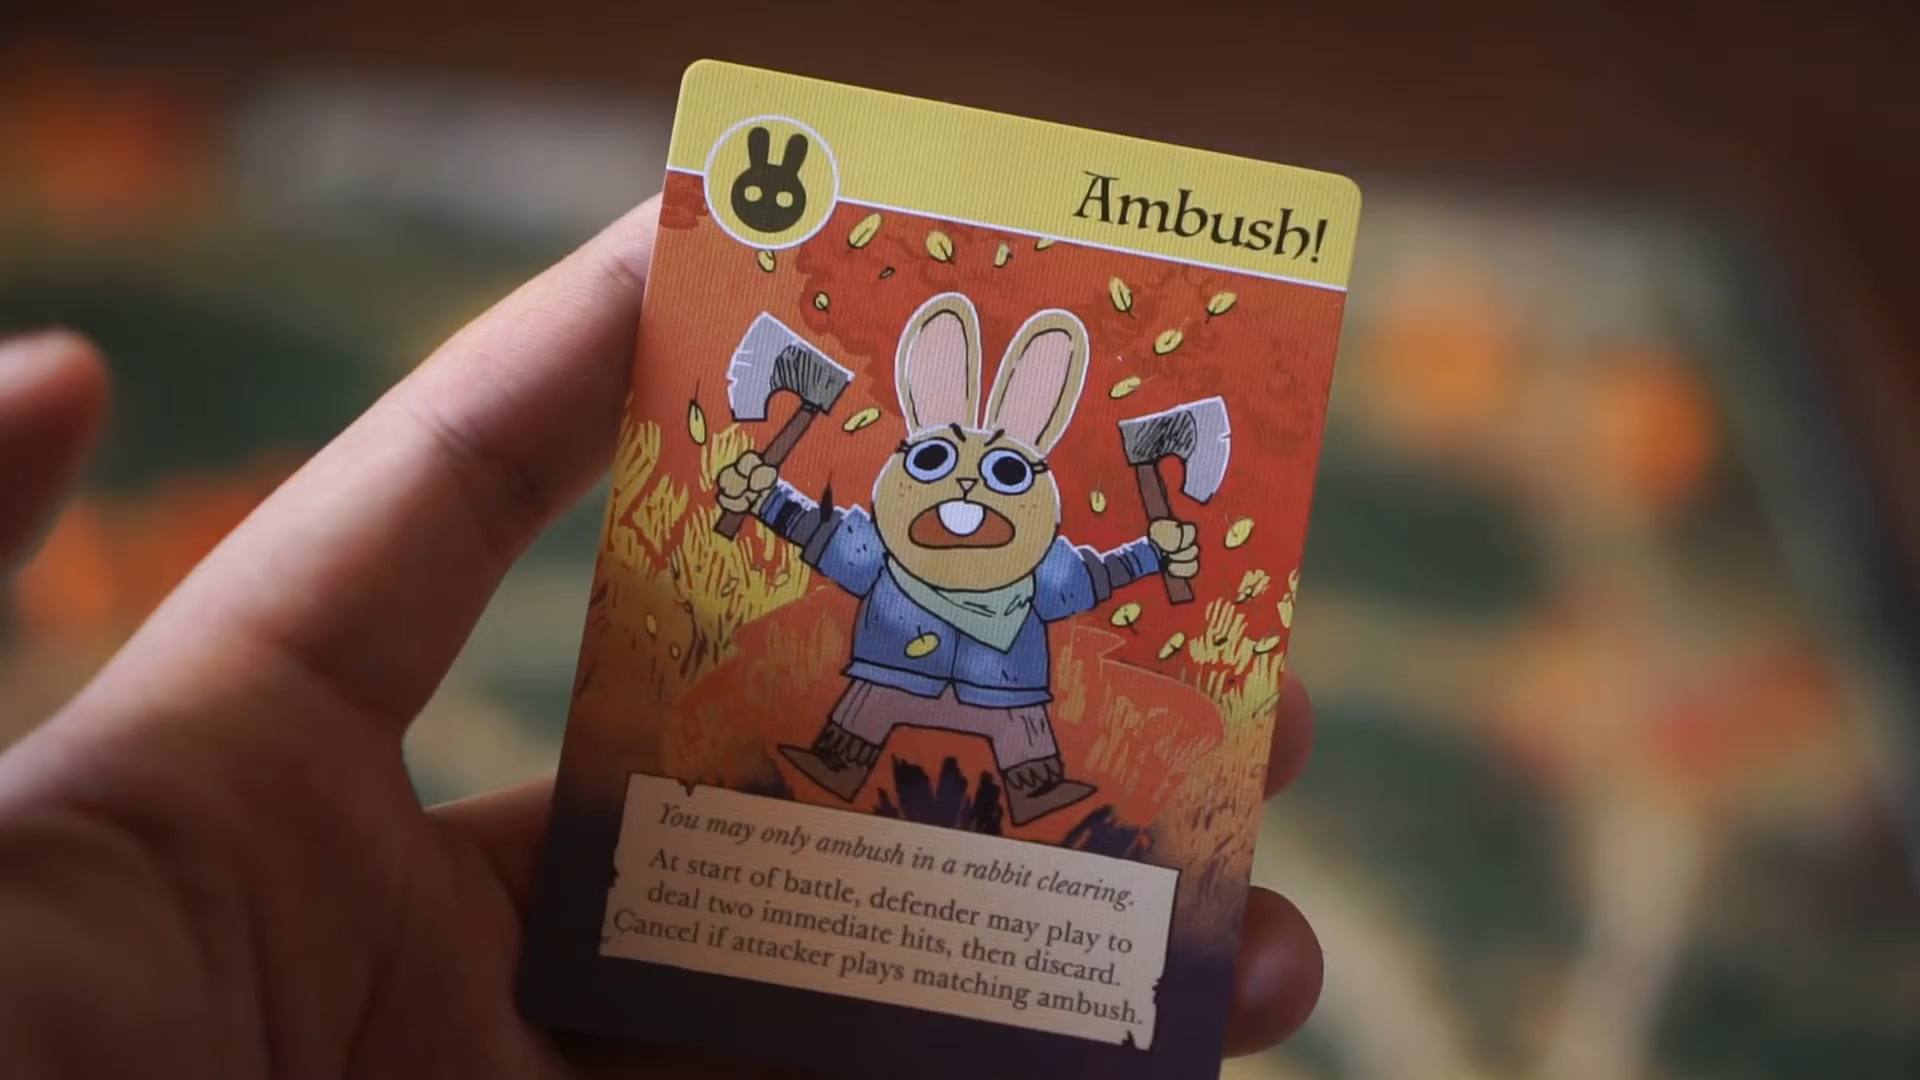 Ambush!
You may only ambush in a rabbit clearing.
At start of battle, defender may play to
deal two immediate hits, then discard.
Cancel if attacker plays matching ambush.